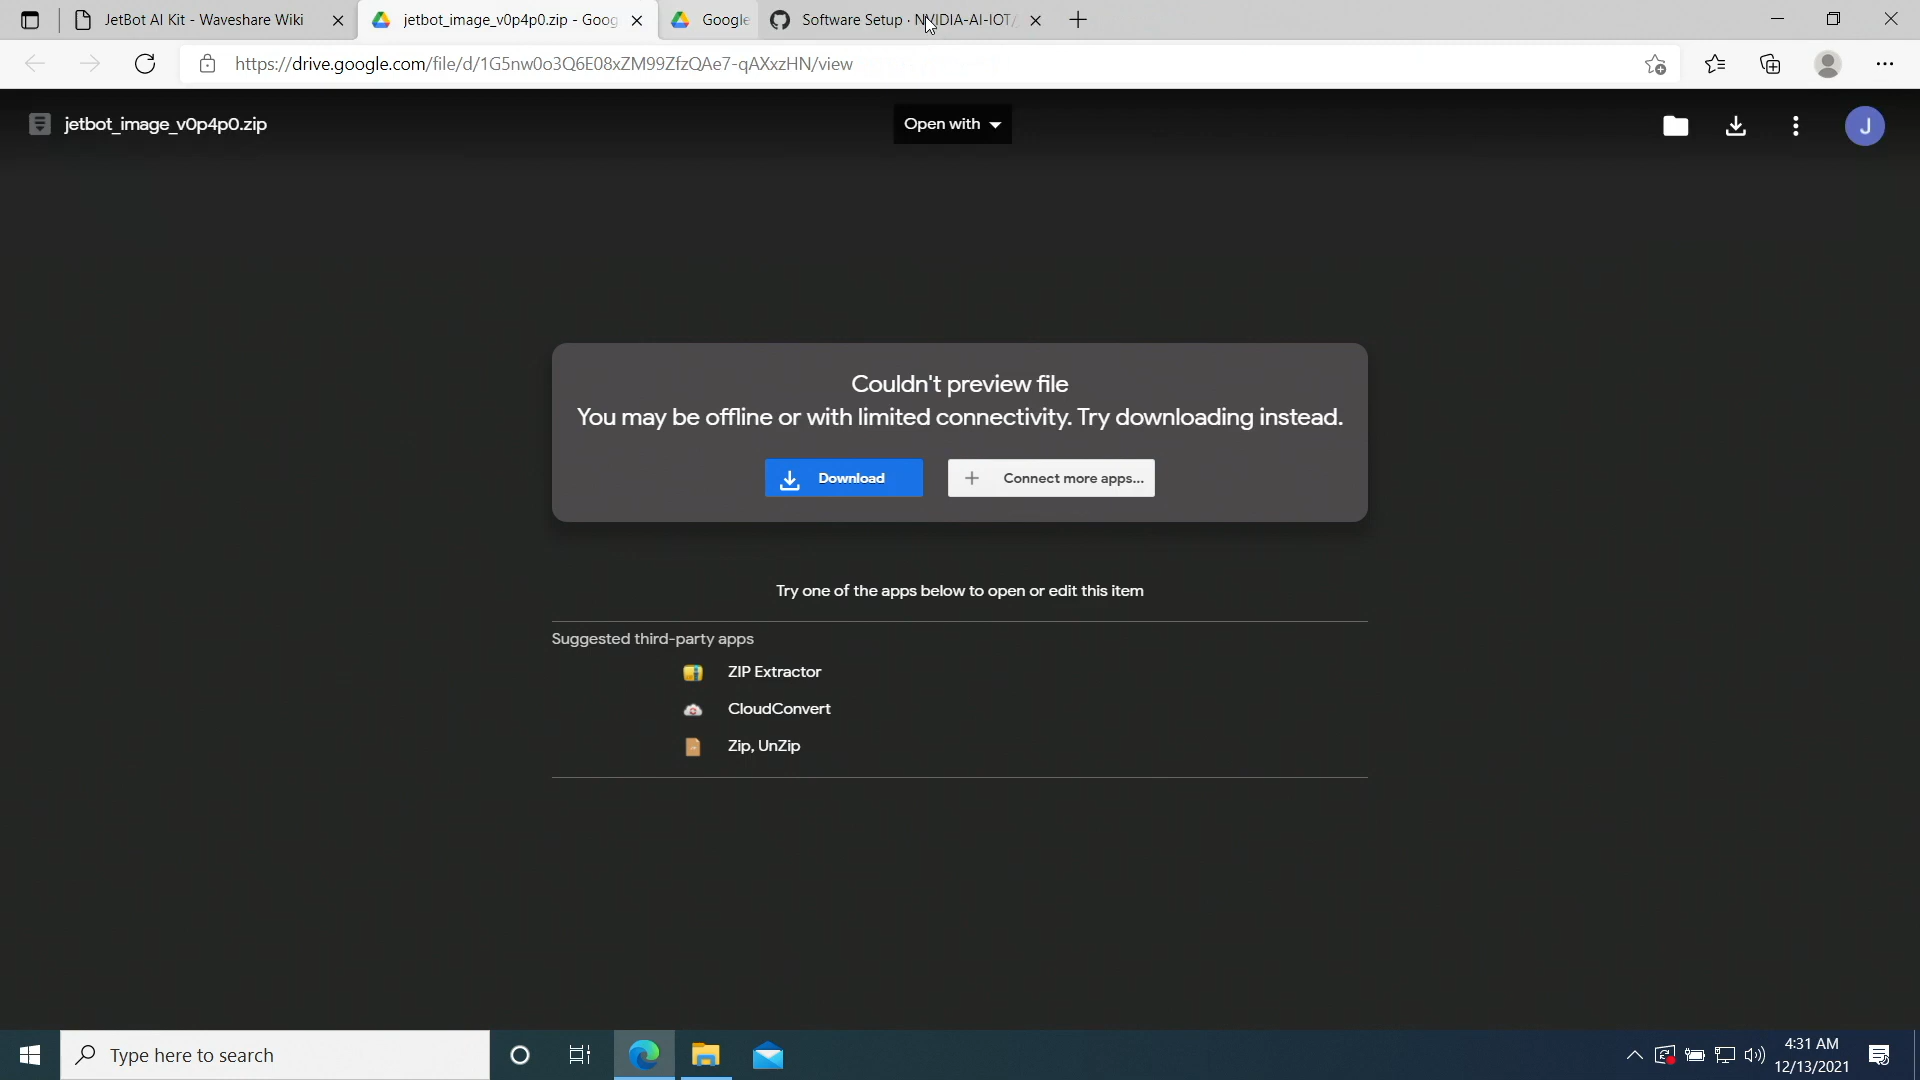 JetBot AI Kit - Waveshare Wiki
jetbot_image_v0p4p0.zip - Goog
Google
Software Setup · NVIDIA-AI-IOT/
https://drive.google.com/file/d/1G5nw0o3Q6E08xZM99ZfzQAe7-qAXxzHN/view
jetbot_image_v0p4p0.zip
Open with
J
Couldn't preview file
You may be offline or with limited connectivity. Try downloading instead.
Download
Connect more apps...
Try one of the apps below to open or edit this item
Suggested third-party apps
ZIP Extractor
CloudConvert
Zip, UnZip
Type here to search
4:31 AM
12/13/2021